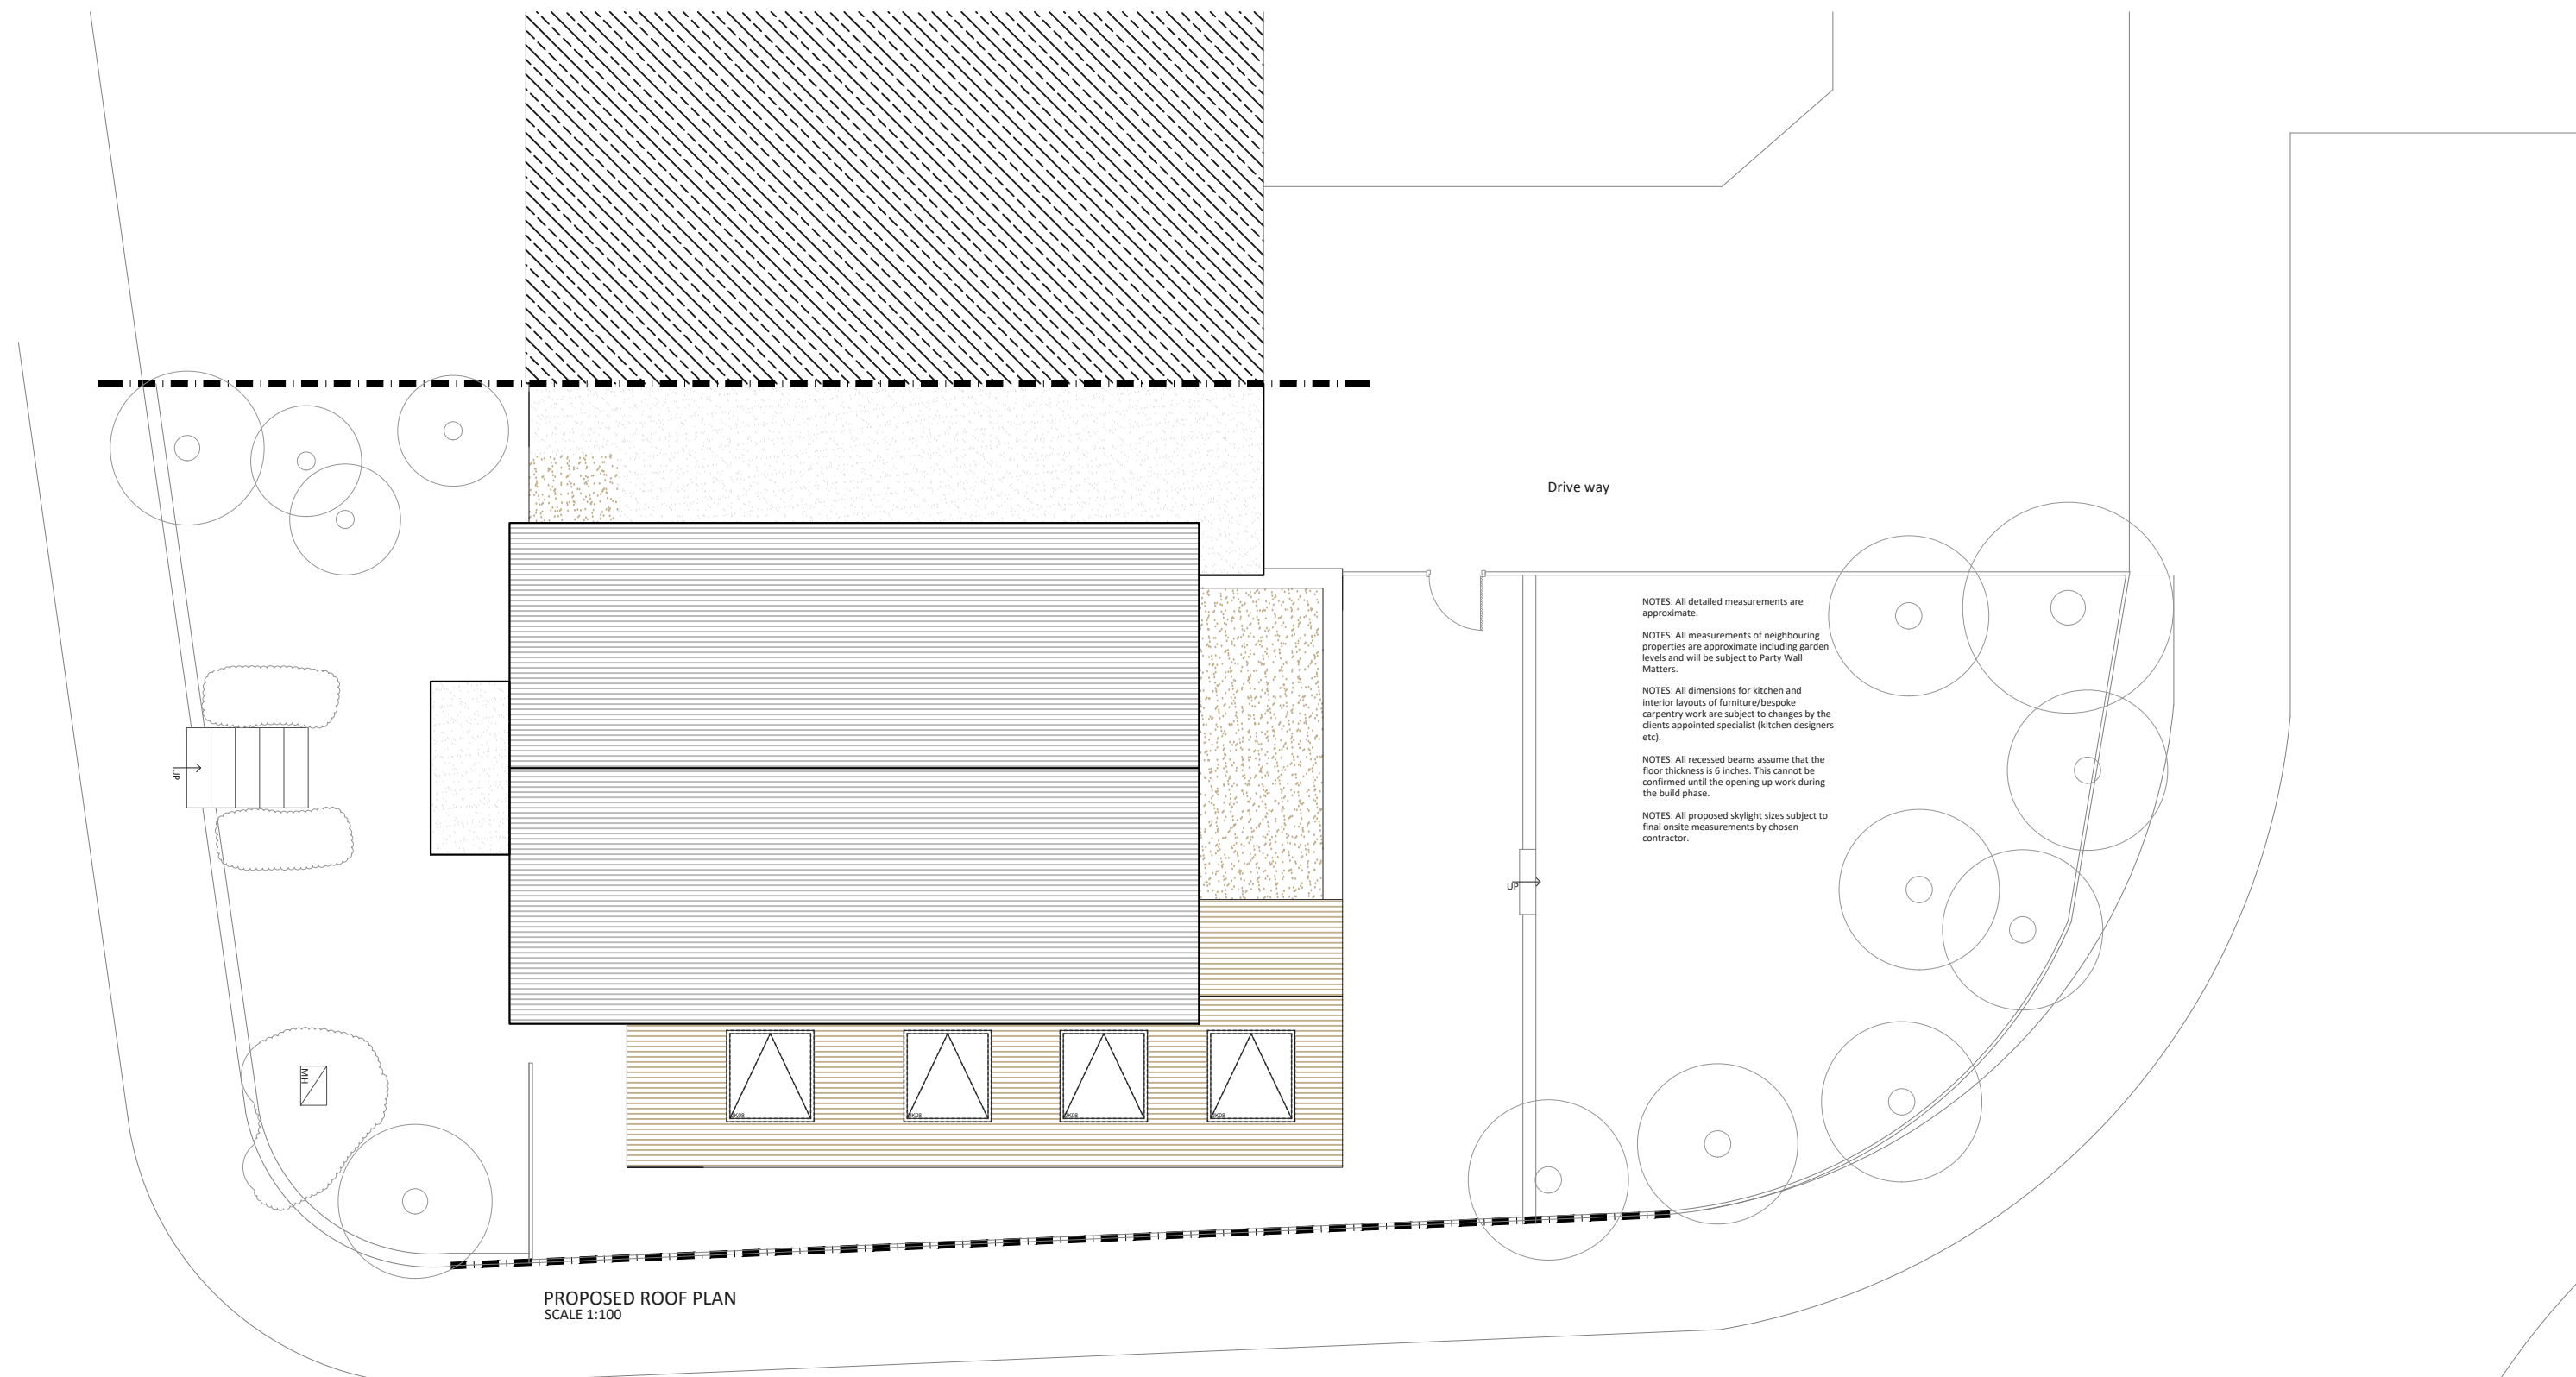 Drive way
NOTES: All detailed measurements are
approximate.
NOTES: All measurements of neighbouring
properties are approximate including garden
levels and will be subject to Party Wall
Matters.
NOTES: All dimensions for kitchen and
interior layouts of furniture/bespoke
carpentry work are subject to changes by the
clients appointed specialist (kitchen designers
etc).
NOTES: All recessed beams assume that the
floor thickness is 6 inches. This cannot be
confirmed until the opening up work during
the build phase.
NOTES: All proposed skylight sizes subject to
final onsite measurements by chosen
contractor.
UP
UP
MH
PROPOSED ROOF PLAN
SCALE 1:100